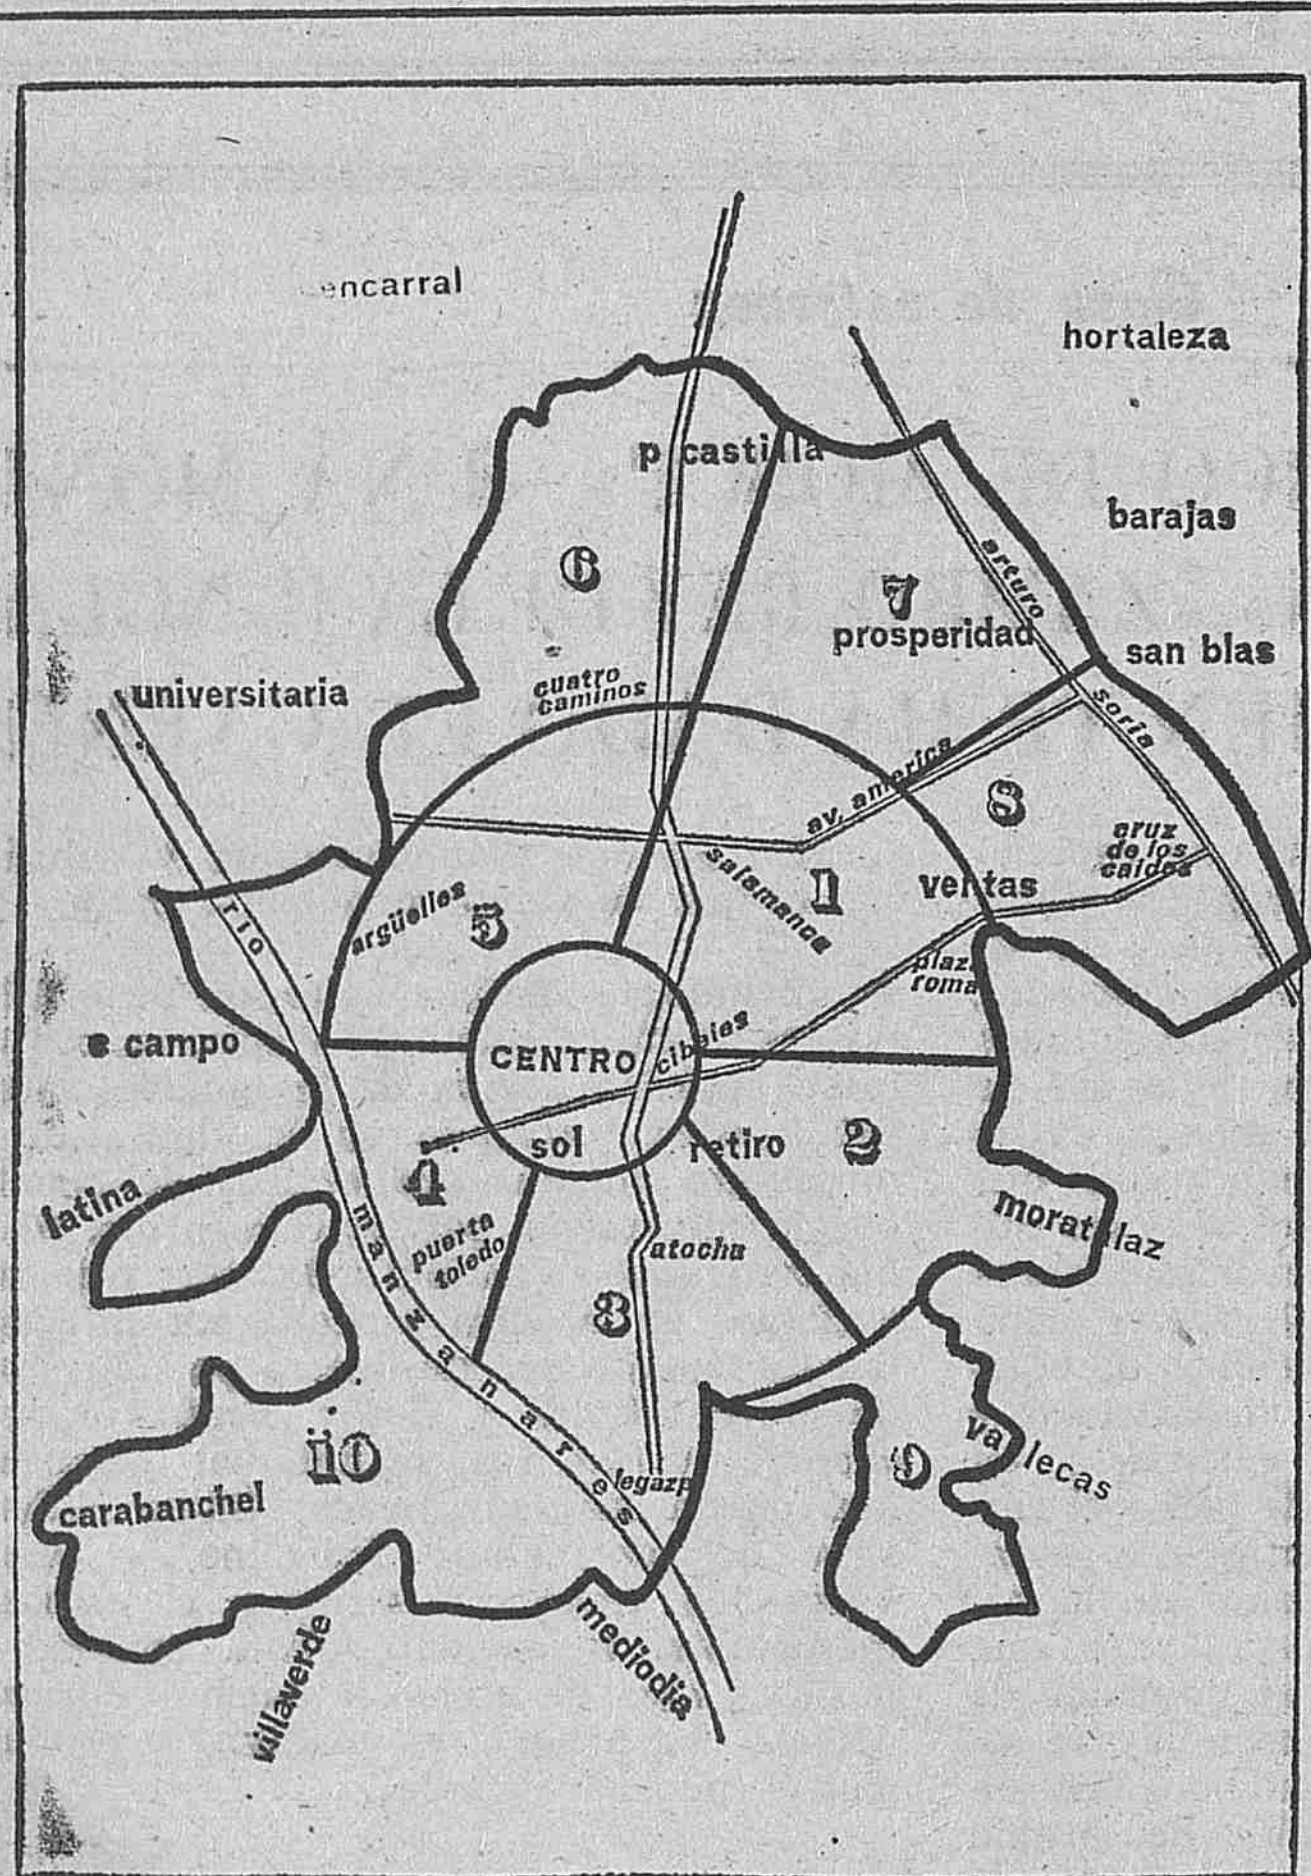 encarral
hortaleza
p castilla
barajas
6
7
arturo
prosperidad
san blas
cuatro
caminos
universitaria
soria
av. america
8
cruz
de los
caidos
salamanca
1
ventas
argüelles
5
rio
plaza
roma
cibeles
e campo
CENTRO
sol
retiro
2
4
latina
manzanares
puerta
toledo
moratalaz
atocha
3
vallecas
10
9
legazpi
carabanchel
mediodia
villaverde